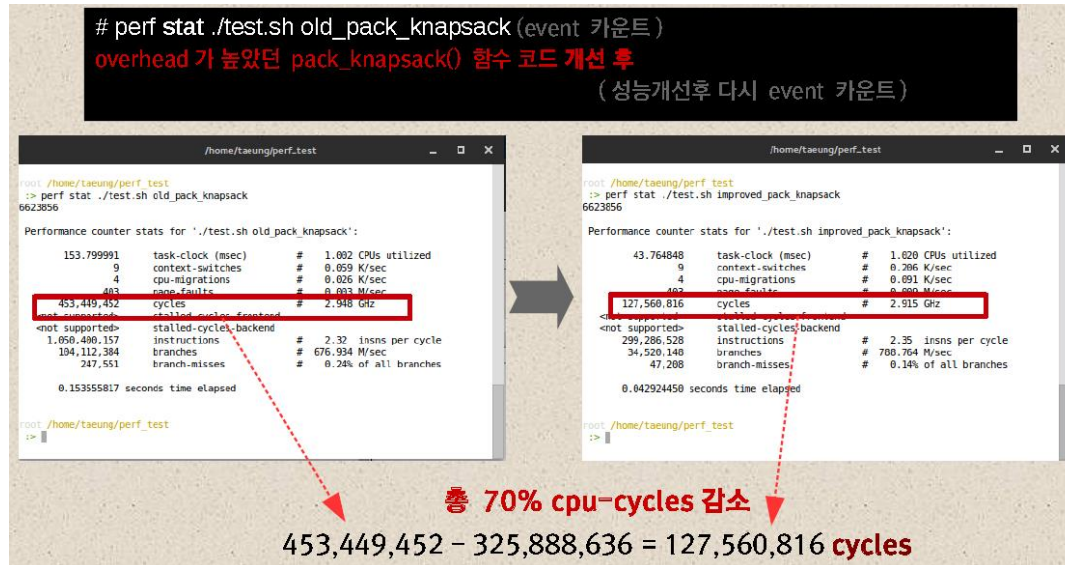 # perf stat ./test.sh old_pack_knapsack (event 카운트)
overhead 가 높았던 pack_knapsack() 함수 코드 개선 후
(성능개선후 다시 event 카운트)
/home/taeung/perf_test
root /home/taeung/perf_test
:> perf stat ./test.sh old_pack_knapsack
6623856
Performance counter stats for './test.sh old_pack_knapsack':
153.799991 task-clock (msec) # 1.002 CPUs utilized
9 context-switches # 0.059 K/sec
4 cpu-migrations # 0.026 K/sec
403 page-faults # 0.003 M/sec
453,449,452 cycles # 2.948 GHz
<not supported> stalled-cycles-frontend
<not supported> stalled-cycles-backend
1,050,400,157 instructions # 2.32 insns per cycle
104,112,384 branches # 676.934 M/sec
247,551 branch-misses # 0.24% of all branches
0.153555817 seconds time elapsed
root /home/taeung/perf_test
:>
/home/taeung/perf_test
root /home/taeung/perf_test
:> perf stat ./test.sh improved_pack_knapsack
6623856
Performance counter stats for './test.sh improved_pack_knapsack':
43.764848 task-clock (msec) # 1.020 CPUs utilized
9 context-switches # 0.206 K/sec
4 cpu-migrations # 0.091 K/sec
403 page-faults # M/sec
127,560,816 cycles # 2.915 GHz
<not supported> stalled-cycles-frontend
<not supported> stalled-cycles-backend
299,286,528 instructions # 2.35 insns per cycle
34,520,148 branches # 788.764 M/sec
47,208 branch-misses # 0.14% of all branches
0.042924450 seconds time elapsed
root /home/taeung/perf_test
:>
총 70% cpu-cycles 감소
453,449,452 - 325,888,636 = 127,560,816 cycles